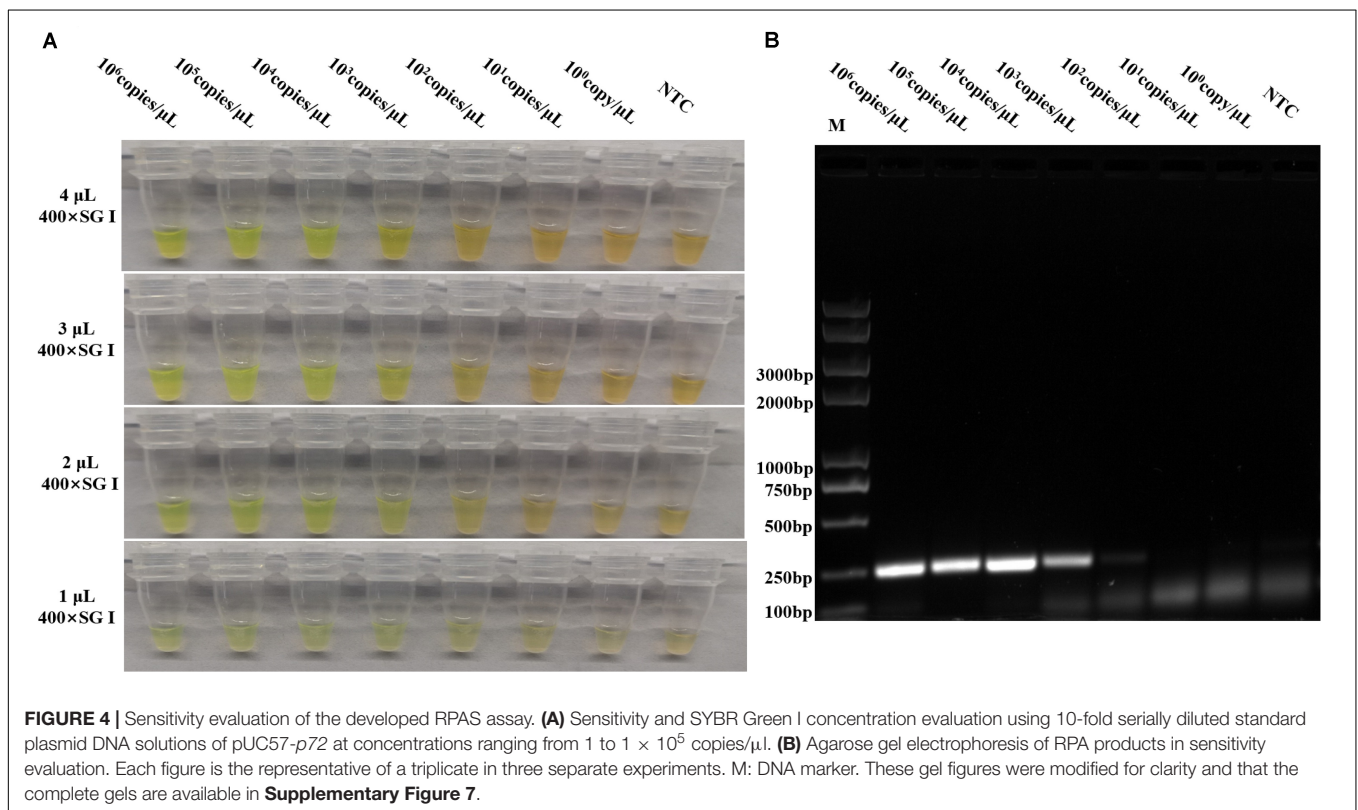 A
10⁶copies/µL
10⁵copies/µL
10⁴copies/µL
10³copies/µL
10²copies/µL
10¹copies/µL
10⁰copy/µL
NTC
4 µL
400×SG I
3 µL
400×SG I
2 µL
400×SG I
1 µL
400×SG I
B
M
10⁶copies/µL
10⁵copies/µL
10⁴copies/µL
10³copies/µL
10²copies/µL
10¹copies/µL
10⁰copy/µL
NTC
3000bp
2000bp
1000bp
750bp
500bp
250bp
100bp
FIGURE 4 | Sensitivity evaluation of the developed RPAS assay. (A) Sensitivity and SYBR Green I concentration evaluation using 10-fold serially diluted standard
plasmid DNA solutions of pUC57-p72 at concentrations ranging from 1 to 1 × 10⁵ copies/µl. (B) Agarose gel electrophoresis of RPA products in sensitivity
evaluation. Each figure is the representative of a triplicate in three separate experiments. M: DNA marker. These gel figures were modified for clarity and that the
complete gels are available in Supplementary Figure 7.